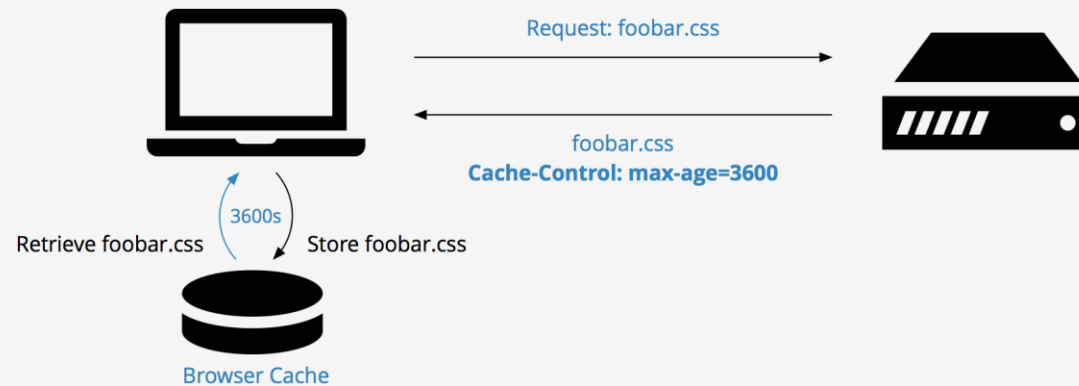 Request: foobar.css
foobar.css
Cache-Control: max-age=3600
3600s
Retrieve foobar.css
Store foobar.css
Browser Cache